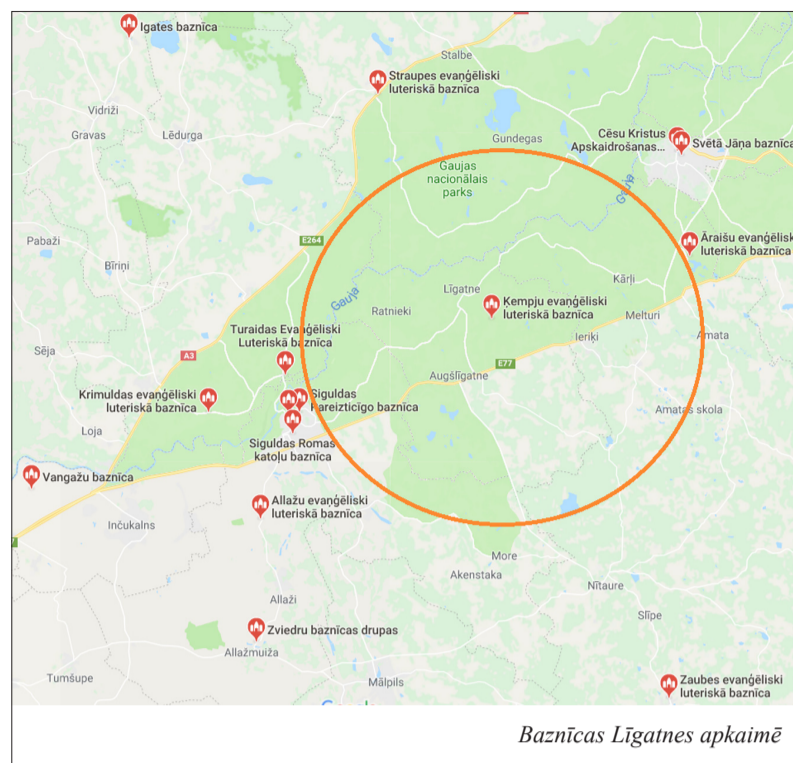 Igates baznīca
Stalbe
Straupes evaņģēliski
luteriskā baznīca
Vidriži
Gravas
Lēdurga
Gundegas
Cēsu Kristus
Apskaidrošanas...
Svētā Jāņa baznīca
Gaujas
nacionālais
parks
Gauja
Pabaži
E264
Āraišu evaņģēlisk
luteriskā baznīca
Bīriņi
Kārļi
Līgatne
Gauja
Ķempju evaņģēliski
luteriskā baznīca
Ratnieki
Melturi
Turaidas Evaņģēliski
Luteriskā baznīca
Ieriķi
Amata
Sēja
A3
E77
Augšlīgatne
Krimuldas evaņģēliski
luteriskā baznīca
Siguldas
Pareizticīgo baznīca
Amatas skola
Loja
Siguldas Romas
katoļu baznīca
Vangažu baznīca
Allažu evaņģēliski
luteriskā baznīca
Inčukalns
More
Akenstaka
Nītaure
Allaži
Slīpe
Zviedru baznīcas drupas
Allažmuiža
Tumšupe
Mālpils
Zaubes evaņģēliski
luteriskā baznīca
Baznīcas Līgatnes apkaimē